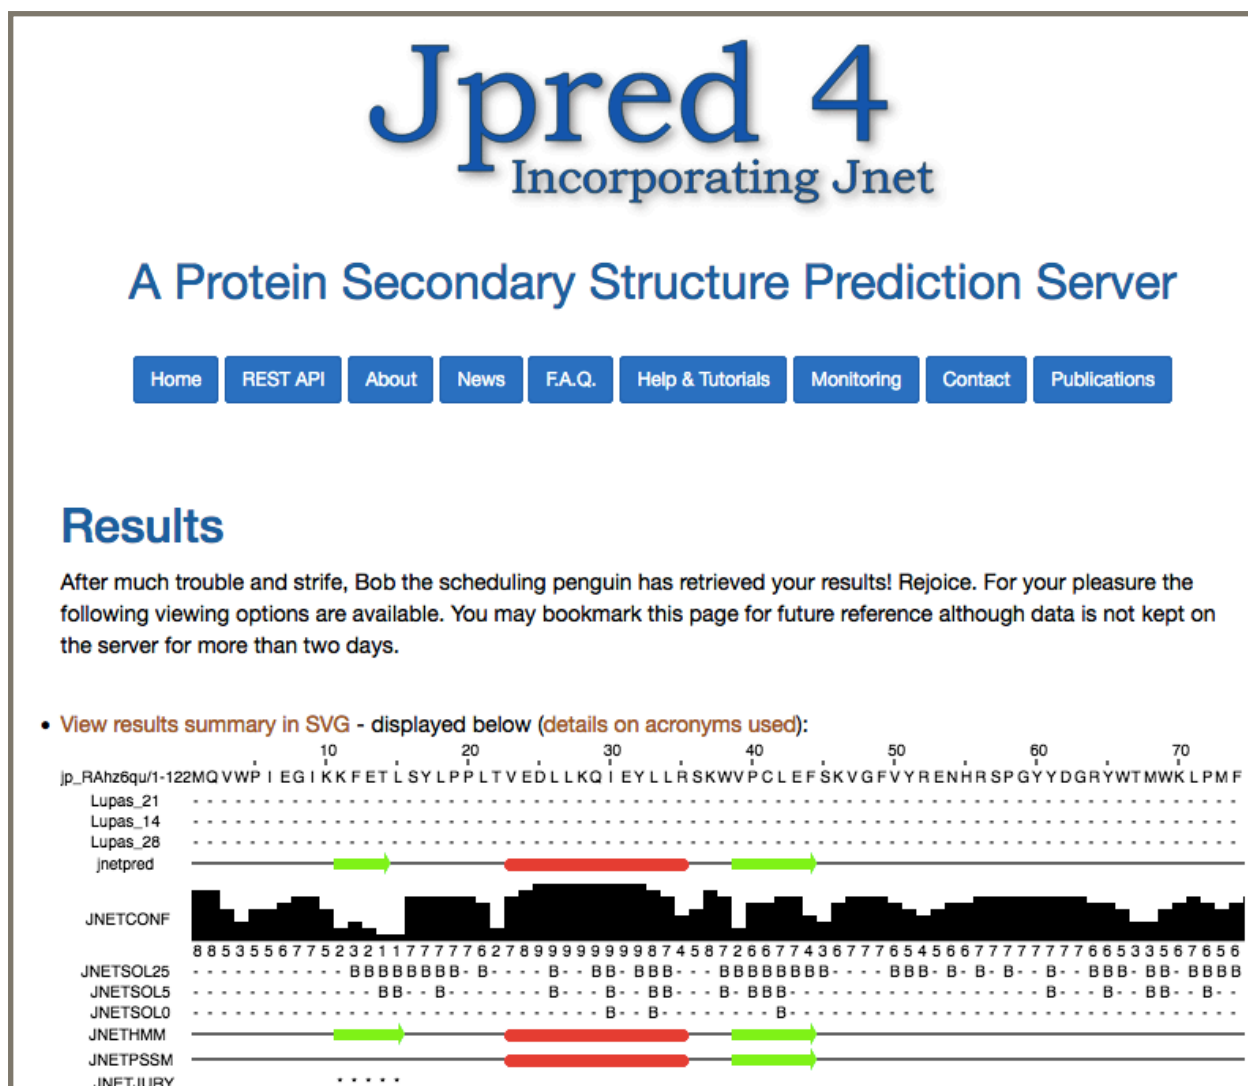 Jpred 4
Incorporating Jnet
A Protein Secondary Structure Prediction Server
Home REST API About News F.A.Q. Help & Tutorials Monitoring Contact Publications
Results
After much trouble and strife, Bob the scheduling penguin has retrieved your results! Rejoice. For your pleasure the
following viewing options are available. You may bookmark this page for future reference although data is not kept on
the server for more than two days.
• View results summary in SVG - displayed below (details on acronyms used):
10 20 30 40 50 60 70
jp_RAhz6qu/1-122 MQVWPIEGIKKFETLSYLPPLTVEDLLKQIEYLLRSKWVPCLEFSKVGFVYRENHRSPGYYDGRYWTMWKLPMF
Lupas_21
Lupas_14
Lupas_28
jnetpred
JNETCONF
JNETSOL25
JNETSOL5
JNETSOL0
JNETHMM
JNETPSSM
JNETJURY